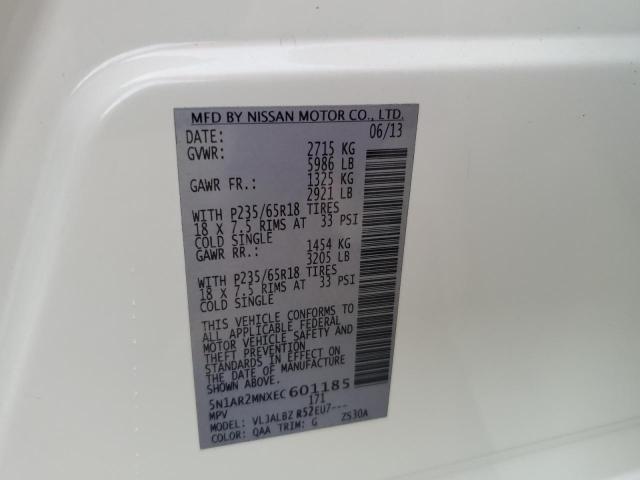 MFD BY NISSAN MOTOR CO., LTD.
DATE: 06/13
GVWR: 2715 KG
5986 LB
GAWR FR.: 1325 KG
2921 LB
WITH P235/65R18 TIRES
18 X 7.5 RIMS AT 33 PSI
COLD SINGLE
GAWR RR.: 1454 KG
3205 LB
WITH P235/65R18 TIRES
18 X 7.5 RIMS AT 33 PSI
COLD SINGLE
THIS VEHICLE CONFORMS TO
ALL APPLICABLE FEDERAL
MOTOR VEHICLE SAFETY AND
THEFT PREVENTION
STANDARDS IN EFFECT ON
THE DATE OF MANUFACTURE
SHOWN ABOVE.
5N1AR2MNXEC601185
MPV 171
MODEL: VLJALBZ R52EU7---
COLOR: QAA TRIM: G ZS30A